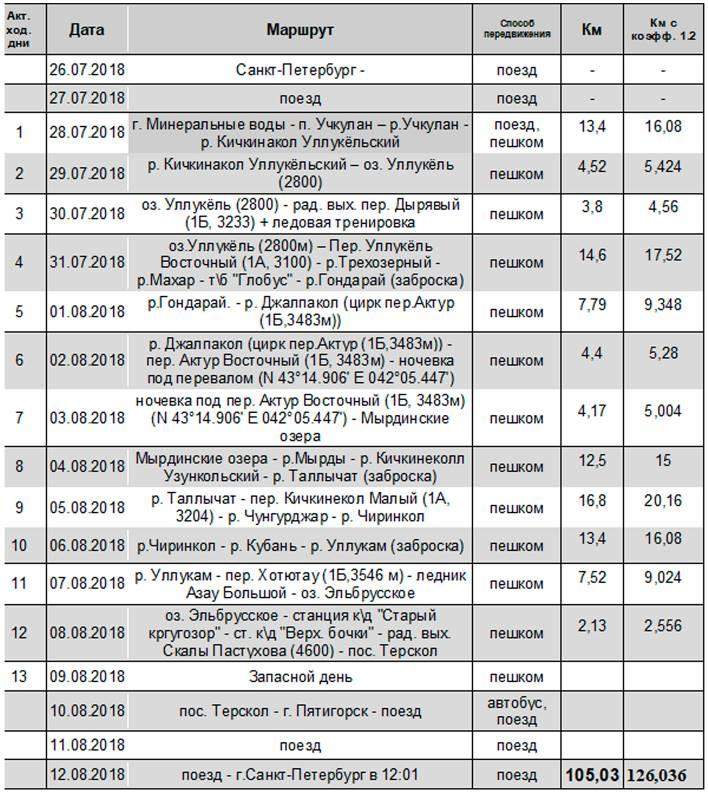 Акт. ход. дни | Дата | Маршрут | Способ передвижения | Км | Км с коэфф. 1.2
26.07.2018 | Санкт-Петербург - | поезд | - | -
27.07.2018 | поезд | поезд | - | -
1 | 28.07.2018 | г. Минеральные воды - п. Учкулан – р.Учкулан - р. Кичкинакол Уллукёльский | поезд, пешком | 13,4 | 16,08
2 | 29.07.2018 | р. Кичкинакол Уллукёльский – оз. Уллукёль (2800) | пешком | 4,52 | 5,424
3 | 30.07.2018 | оз. Уллукёль (2800) - рад. вых. пер. Дырявый (1Б, 3233) + ледовая тренировка | пешком | 3,8 | 4,56
4 | 31.07.2018 | оз.Уллукёль (2800м) – Пер. Уллукёль Восточный (1А, 3100) - р.Трехозерный - р.Махар - т\б "Глобус" - р.Гондарай (заброска) | пешком | 14,6 | 17,52
5 | 01.08.2018 | р.Гондарай. - р. Джалпакол (цирк пер.Актур (1Б,3483м)) | пешком | 7,79 | 9,348
6 | 02.08.2018 | р. Джалпакол (цирк пер.Актур (1Б,3483м)) - пер. Актур Восточный (1Б, 3483м) - ночевка под перевалом (N 43°14.906' E 042°05.447') | пешком | 4,4 | 5,28
7 | 03.08.2018 | ночевка под пер. Актур Восточный (1Б, 3483м) (N 43°14.906' E 042°05.447') - Мырдинские озера | пешком | 4,17 | 5,004
8 | 04.08.2018 | Мырдинские озера - р.Мырды - р. Кичкинеколл Узункольский - р. Таллычат (заброска) | пешком | 12,5 | 15
9 | 05.08.2018 | р. Таллычат - пер. Кичкинекол Малый (1А, 3204) - р. Чунгурджар - р. Чиринкол | пешком | 16,8 | 20,16
10 | 06.08.2018 | р.Чиринкол - р. Кубань - р. Уллукам (заброска) | пешком | 13,4 | 16,08
11 | 07.08.2018 | р. Уллукам - пер. Хотютау (1Б,3546 м) - ледник Азау Большой - оз. Эльбрусское | пешком | 7,52 | 9,024
12 | 08.08.2018 | оз. Эльбрусское - станция к\д "Старый кргугозор" - ст. к\д "Верх. бочки" - рад. вых. Скалы Пастухова (4600) - пос. Терскол | пешком | 2,13 | 2,556
13 | 09.08.2018 | Запасной день | пешком
10.08.2018 | пос. Терскол - г. Пятигорск - поезд | автобус, поезд
11.08.2018 | поезд | поезд
12.08.2018 | поезд - г.Санкт-Петербург в 12:01 | поезд | 105,03 | 126,036